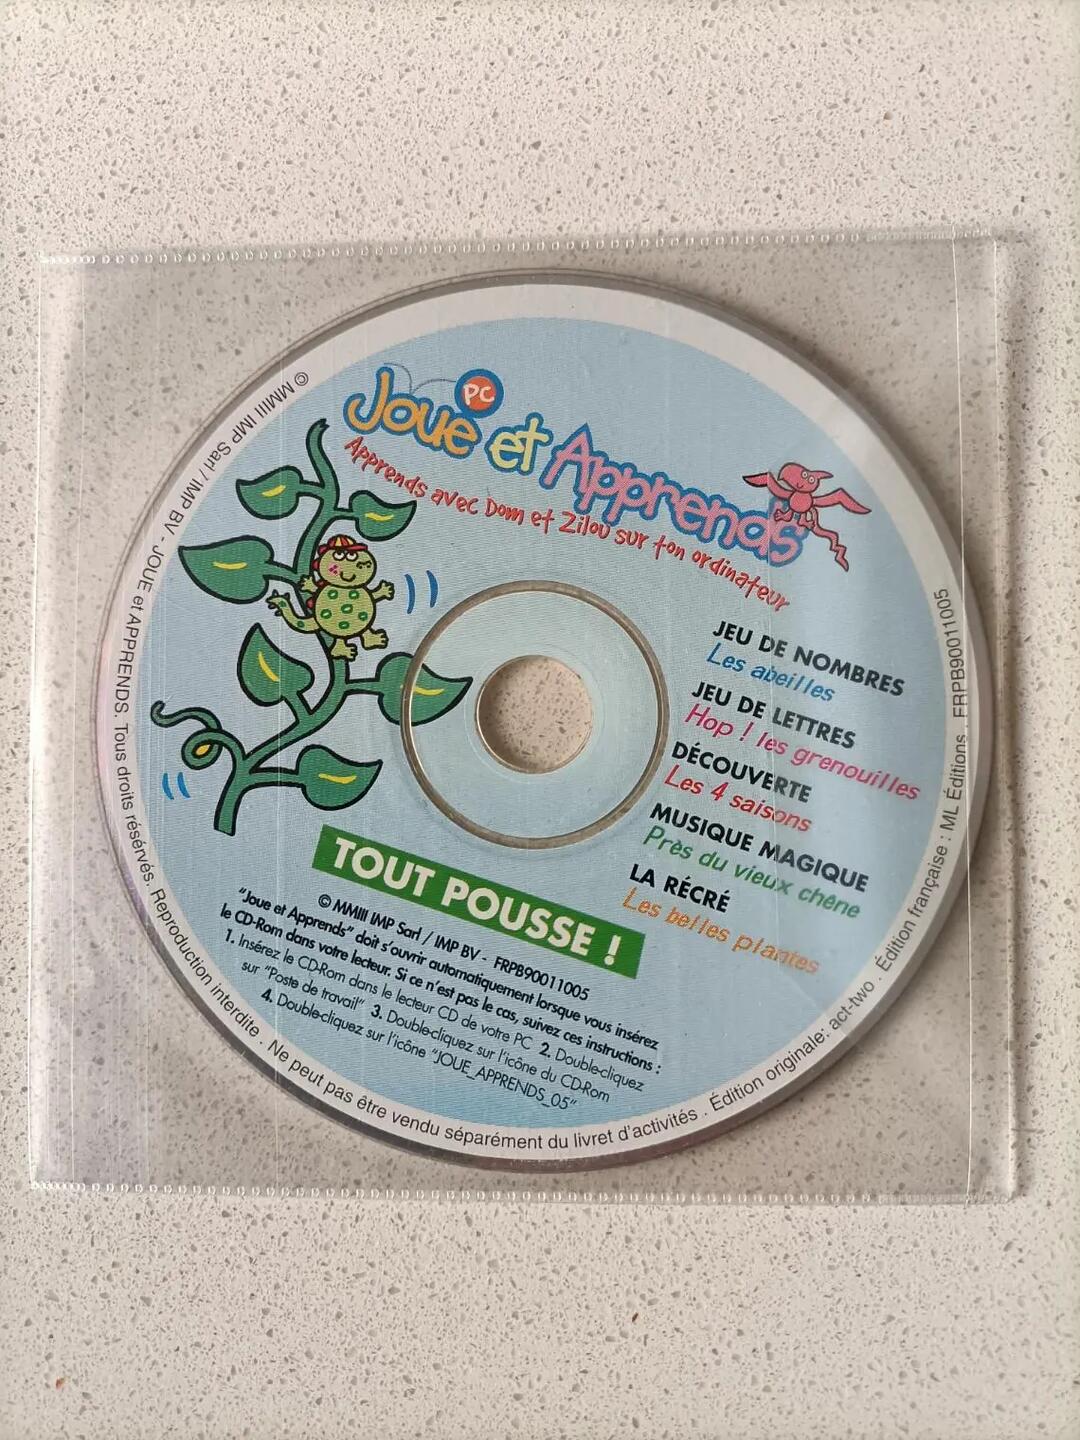 PC
Joue et Apprends
Apprends avec Dom et Zilou sur ton ordinateur
JEU DE NOMBRES
Les abeilles
JEU DE LETTRES
Hop ! les grenouilles
DÉCOUVERTE
Les 4 saisons
MUSIQUE MAGIQUE
Près du vieux chêne
LA RÉCRÉ
Les belles plantes
TOUT POUSSE !
© MMIII IMP Sarl / IMP BV - FRPB90011005
"Joue et Apprends" doit s'ouvrir automatiquement lorsque vous insérez
le CD-Rom dans votre lecteur. Si ce n'est pas le cas, suivez ces instructions :
1. Insérez le CD-Rom dans le lecteur CD de votre PC 2. Double-cliquez
sur "Poste de travail" 3. Double-cliquez sur l'icône du CD-Rom
4. Double-cliquez sur l'icône "JOUE_APPRENDS_05"
© MMIII IMP Sarl / IMP BV - JOUE et APPRENDS. Tous droits réservés. Reproduction interdite . Ne peut pas être vendu séparément du livret d'activités . Édition originale: act-two . Édition française : ML Éditions . FRPB90011005